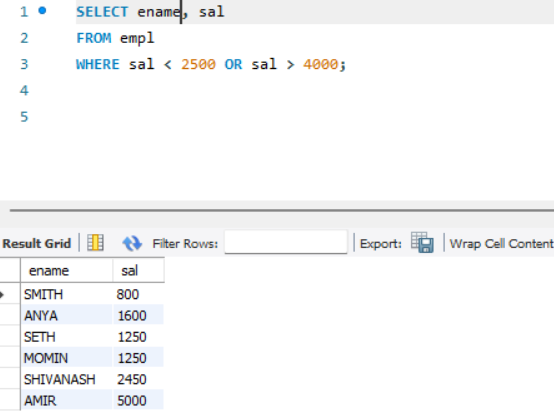 1 SELECT ename, sal
2 FROM empl
3 WHERE sal < 2500 OR sal > 4000;
4
5
Result Grid Filter Rows: Export: Wrap Cell Content
ename sal
SMITH 800
ANYA 1600
SETH 1250
MOMIN 1250
SHIVANASH 2450
AMIR 5000